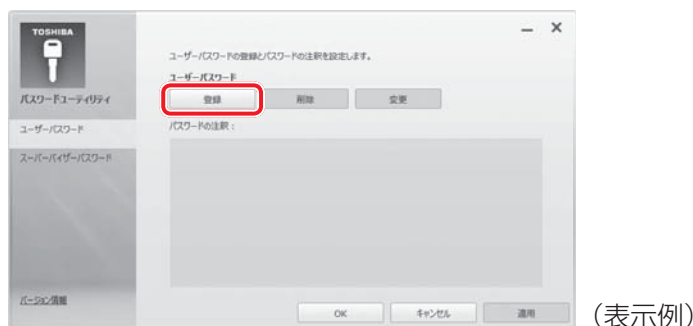 TOSHIBA
パスワードユーティリティ
ユーザーパスワード
スーパーバイザーパスワード
バージョン情報
ユーザーパスワードの登録とパスワードの注釈を設定します。
ユーザーパスワード
登録 削除 変更
パスワードの注釈：
OK キャンセル 適用
（表示例）